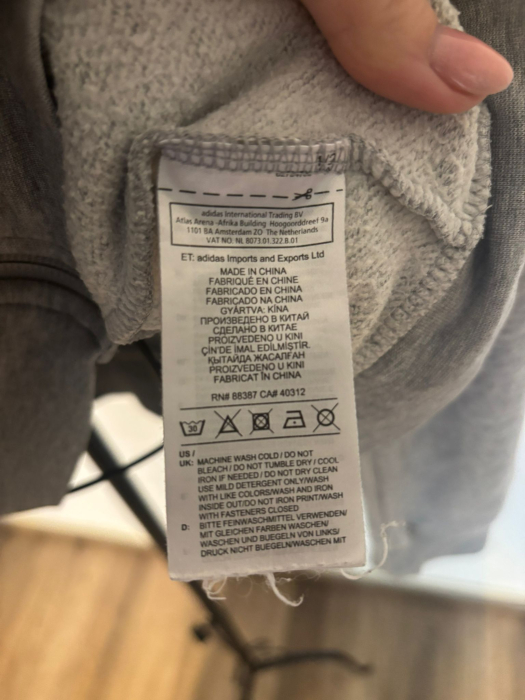 1/2
adidas International Trading BV
Atlas Arena -Afrika Building Hoogoorddreef 9a
1101 BA Amsterdam ZO The Netherlands
VAT NO: NL 8073.01.322.B.01
ET: adidas Imports and Exports Ltd
MADE IN CHINA
FABRIQUÉ EN CHINE
FABRICADO EN CHINA
FABRICADO NA CHINA
GYÁRTVA: KÍNA
ПРОИЗВЕДЕНО В КИТАЙ
СДЕЛАНО В КИТАЕ
PROIZVEDENO U KINI
ÇİN'DE İMAL EDİLMİŞTİR.
ҚЫТАЙДА ЖАСАЛҒАН
PROIZVEDENO U KINI
FABRICAT ÎN CHINA
RN# 88387 CA# 40312
30
US /
UK: MACHINE WASH COLD / DO NOT
BLEACH / DO NOT TUMBLE DRY / COOL
IRON IF NEEDED / DO NOT DRY CLEAN
USE MILD DETERGENT ONLY/WASH
WITH LIKE COLORS/WASH AND IRON
INSIDE OUT/DO NOT IRON PRINT/WASH
WITH FASTENERS CLOSED
D: BITTE FEINWASCHMITTEL VERWENDEN/
MIT GLEICHEN FARBEN WASCHEN/
WASCHEN UND BUEGELN VON LINKS/
DRUCK NICHT BUEGELN/WASCHEN MIT